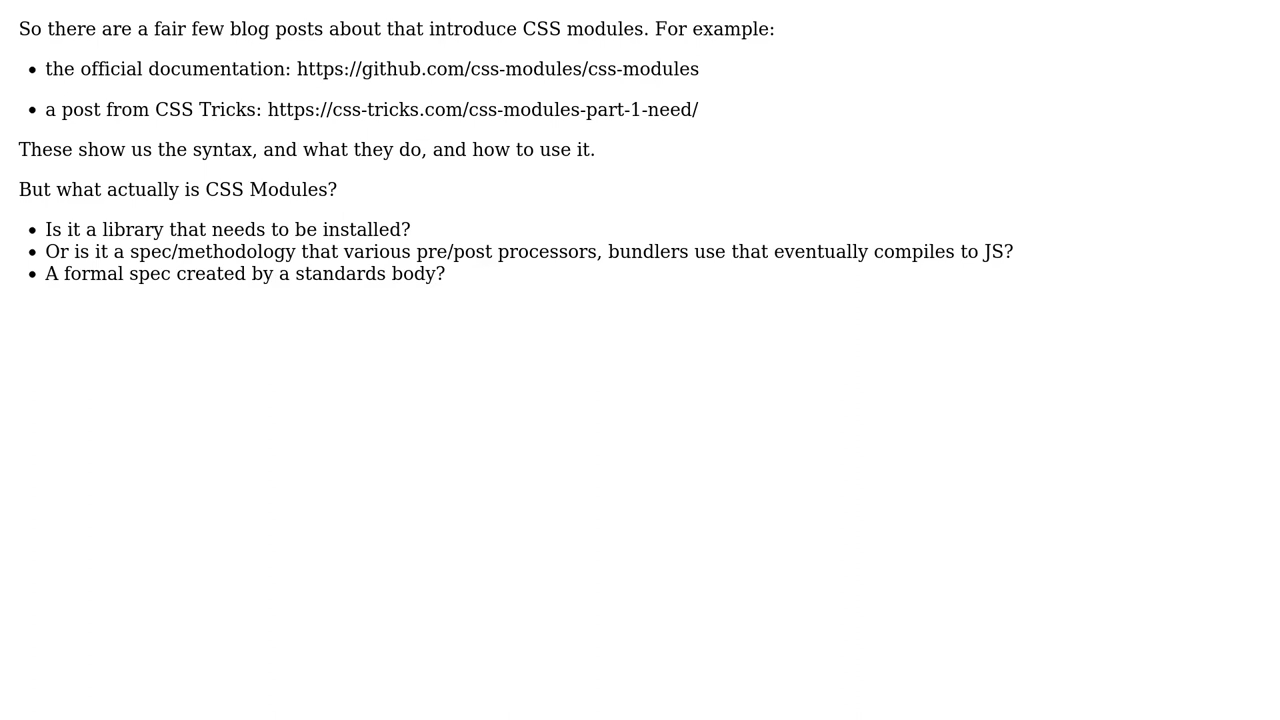 So there are a fair few blog posts about that introduce CSS modules. For example:
• the official documentation: https://github.com/css-modules/css-modules
• a post from CSS Tricks: https://css-tricks.com/css-modules-part-1-need/
These show us the syntax, and what they do, and how to use it.
But what actually is CSS Modules?
• Is it a library that needs to be installed?
• Or is it a spec/methodology that various pre/post processors, bundlers use that eventually compiles to JS?
• A formal spec created by a standards body?